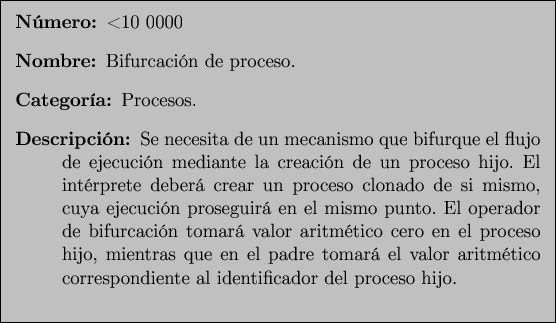 Número: <10 0000
Nombre: Bifurcación de proceso.
Categoría: Procesos.
Descripción: Se necesita de un mecanismo que bifurque el flujo
de ejecución mediante la creación de un proceso hijo. El
intérprete deberá crear un proceso clonado de si mismo,
cuya ejecución proseguirá en el mismo punto. El operador
de bifurcación tomará valor aritmético cero en el proceso
hijo, mientras que en el padre tomará el valor aritmético
correspondiente al identificador del proceso hijo.